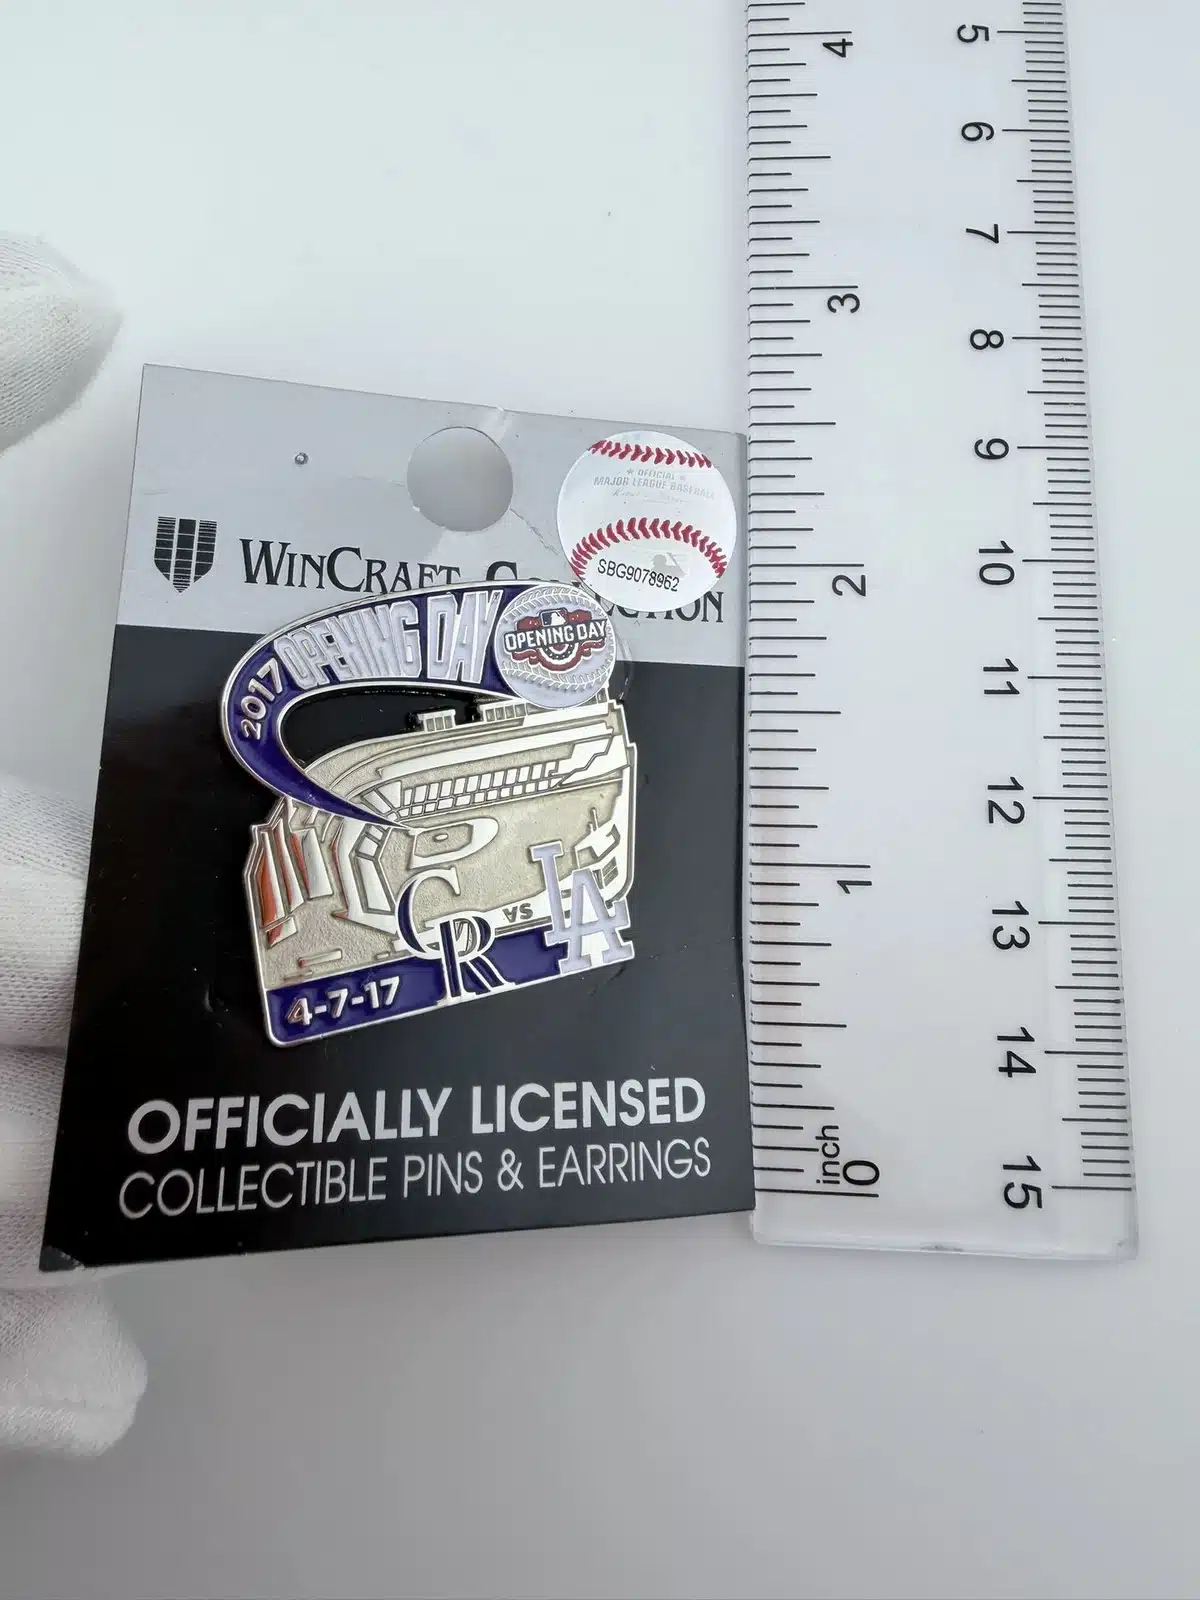 OFFICIAL
MAJOR LEAGUE BASEBALL
SBG9078962
WINCRAFT
2017 OPENING DAY
OPENING DAY
CR
VS
LA
4-7-17
OFFICIALLY LICENSED
COLLECTIBLE PINS & EARRINGS
4
3
2
1
inch
0
5
6
7
8
9
10
11
12
13
14
15